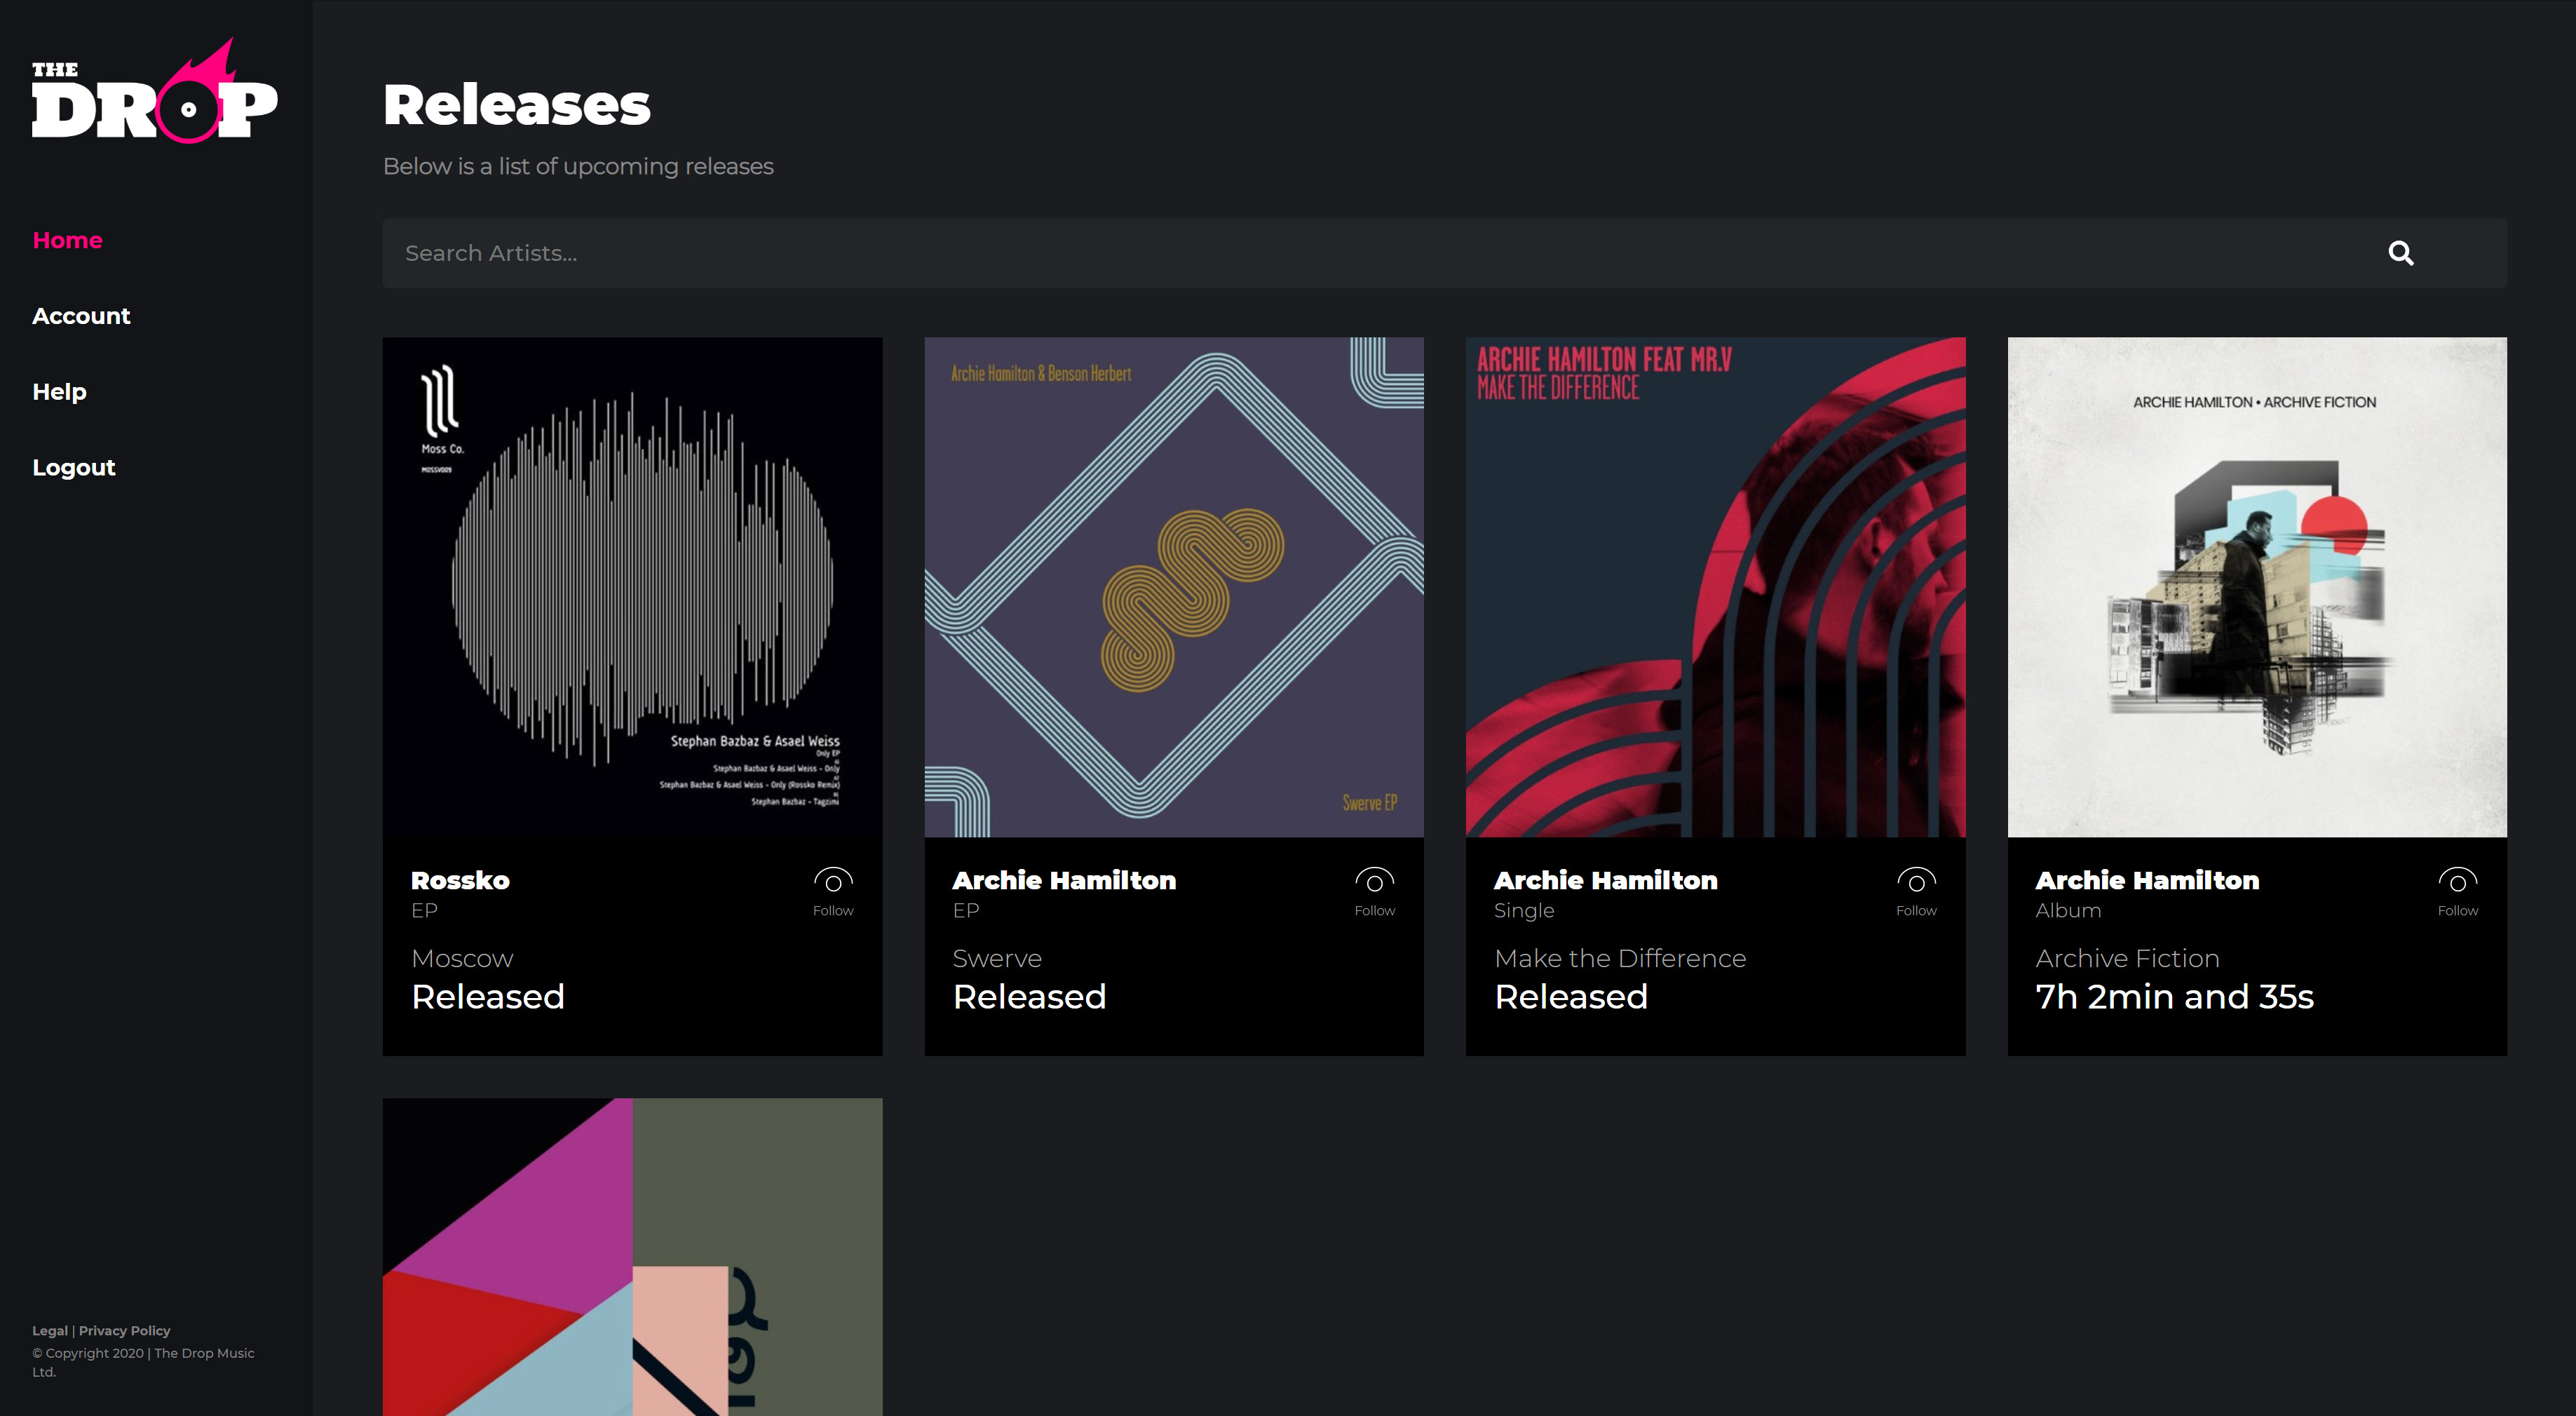 THE
DROP
Home
Account
Help
Logout
Legal | Privacy Policy
© Copyright 2020 | The Drop Music
Ltd.
Releases
Below is a list of upcoming releases
Search Artists...
Moss Co.
MOSSV009
Stephan Bazbaz & Asael Weiss
Only EP
Stephan Bazbaz & Asael Weiss - Only
Stephan Bazbaz & Asael Weiss - Only (Rossko Remix)
Stephan Bazbaz - Tagzimi
Rossko
EP
Follow
Moscow
Released
Archie Hamilton & Benson Herbert
Swerve EP
Archie Hamilton
EP
Follow
Swerve
Released
ARCHIE HAMILTON FEAT MR.V
MAKE THE DIFFERENCE
Archie Hamilton
Single
Follow
Make the Difference
Released
ARCHIE HAMILTON • ARCHIVE FICTION
Archie Hamilton
Album
Follow
Archive Fiction
7h 2min and 35s